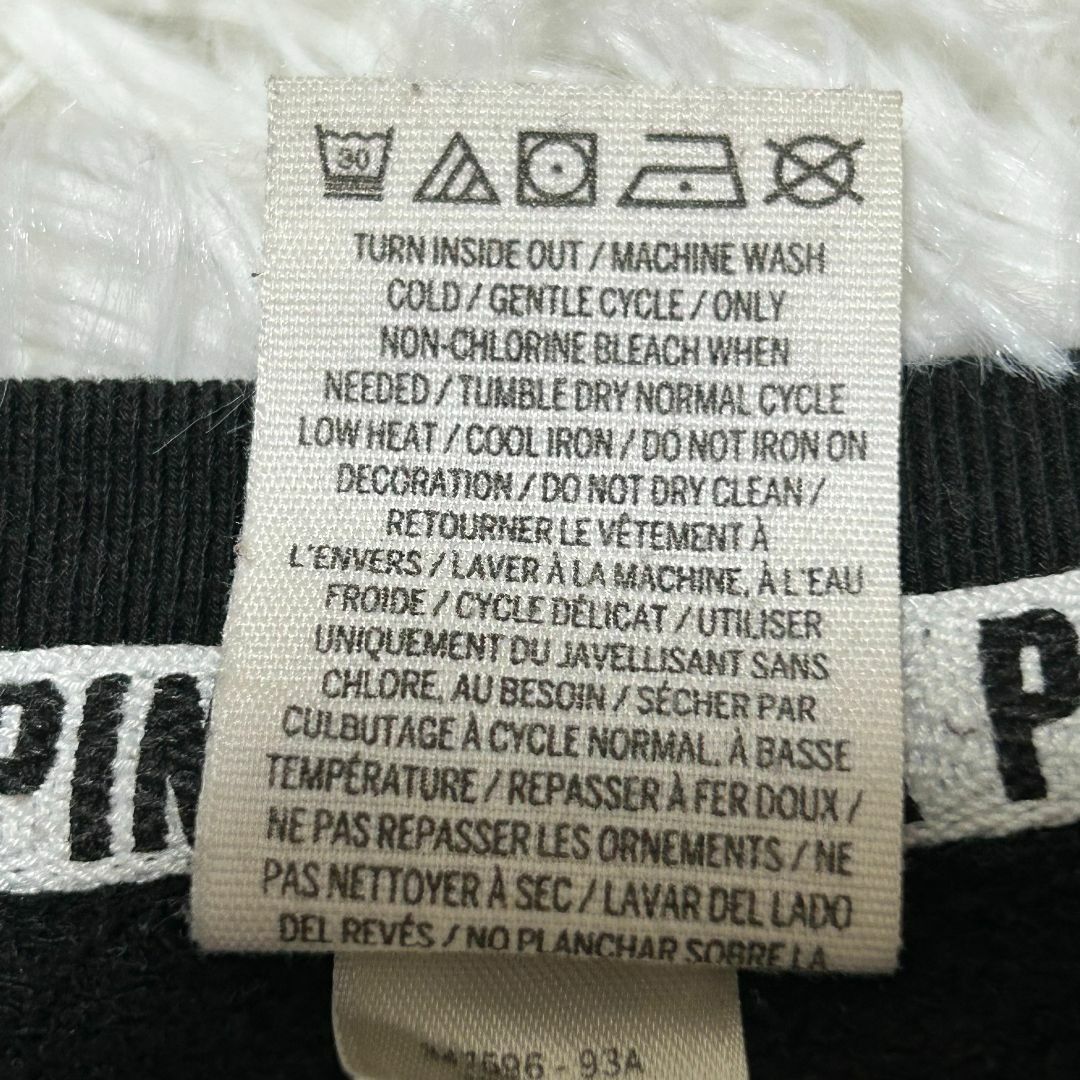 30
TURN INSIDE OUT / MACHINE WASH
COLD / GENTLE CYCLE / ONLY
NON-CHLORINE BLEACH WHEN
NEEDED / TUMBLE DRY NORMAL CYCLE
LOW HEAT / COOL IRON / DO NOT IRON ON
DECORATION / DO NOT DRY CLEAN /
RETOURNER LE VÊTEMENT À
L'ENVERS / LAVER À LA MACHINE, À L'EAU
FROIDE / CYCLE DÉLICAT / UTILISER
UNIQUEMENT DU JAVELLISANT SANS
CHLORE, AU BESOIN / SÉCHER PAR
CULBUTAGE À CYCLE NORMAL, À BASSE
TEMPÉRATURE / REPASSER À FER DOUX /
NE PAS REPASSER LES ORNEMENTS / NE
PAS NETTOYER À SEC / LAVAR DEL LADO
DEL REVÉS / NO PLANCHAR SOBRE LA
PIN P
- 93A